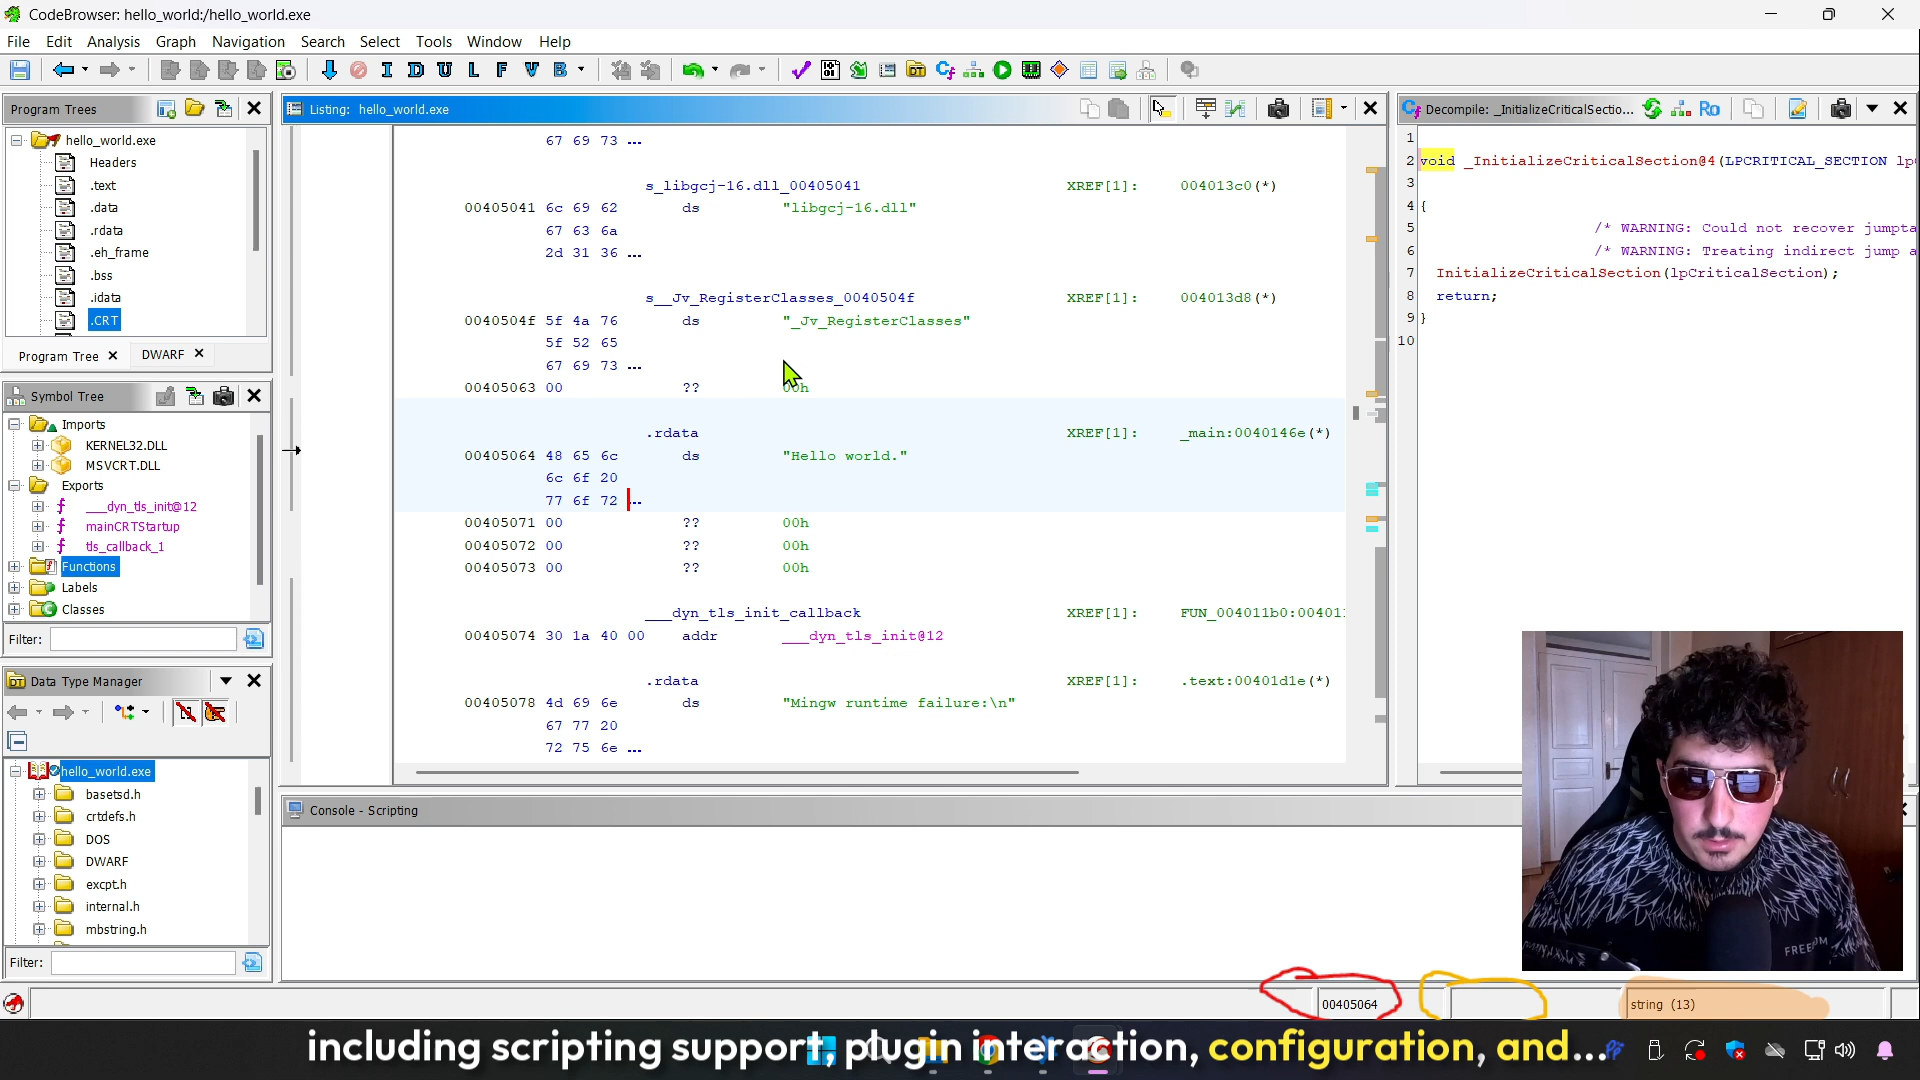 CodeBrowser: hello_world:/hello_world.exe
File Edit Analysis Graph Navigation Search Select Tools Window Help
I D U L F V B
Program Trees
hello_world.exe
Headers
.text
.data
.rdata
.eh_frame
.bss
.idata
.CRT
Program Tree
DWARF
Symbol Tree
Imports
KERNEL32.DLL
MSVCRT.DLL
Exports
___dyn_tls_init@12
mainCRTStartup
tls_callback_1
Functions
Labels
Classes
Filter:
Data Type Manager
hello_world.exe
basetsd.h
crtdefs.h
DOS
DWARF
excpt.h
internal.h
mbstring.h
Filter:
Listing: hello_world.exe
67 69 73 ...
s_libgcj-16.dll_00405041 XREF[1]: 004013c0(*)
00405041 6c 69 62 ds "libgcj-16.dll"
67 63 6a
2d 31 36 ...
s__Jv_RegisterClasses_0040504f XREF[1]: 004013d8(*)
0040504f 5f 4a 76 ds "_Jv_RegisterClasses"
5f 52 65
67 69 73 ...
00405063 00 ?? 00h
.rdata XREF[1]: _main:0040146e(*)
00405064 48 65 6c ds "Hello world."
6c 6f 20
77 6f 72 ...
00405071 00 ?? 00h
00405072 00 ?? 00h
00405073 00 ?? 00h
___dyn_tls_init_callback XREF[1]: FUN_004011b0:00401
00405074 30 1a 40 00 addr ___dyn_tls_init@12
.rdata XREF[1]: .text:00401d1e(*)
00405078 4d 69 6e ds "Mingw runtime failure:\n"
67 77 20
72 75 6e ...
Decompile: _InitializeCriticalSectio...
Ro
1
2 void _InitializeCriticalSection@4(LPCRITICAL_SECTION lp
3
4 {
5 /* WARNING: Could not recover jumpta
6 /* WARNING: Treating indirect jump a
7 InitializeCriticalSection(lpCriticalSection);
8 return;
9 }
10
Console - Scripting
FREE
00405064
string (13)
including scripting support, plugin interaction, configuration, and...